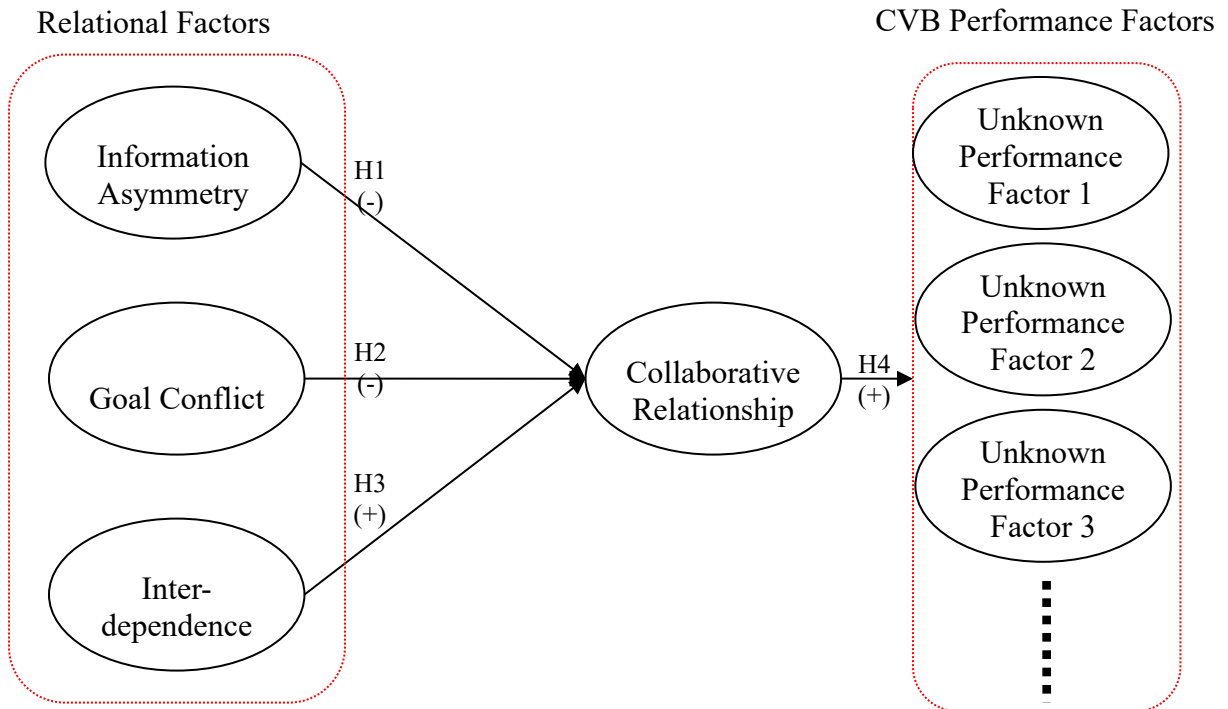 Relational Factors
CVB Performance Factors
Information
Asymmetry
H1
(-)
Goal Conflict
H2
(-)
Inter-
dependence
H3
(+)
Collaborative
Relationship
H4
(+)
Unknown
Performance
Factor 1
Unknown
Performance
Factor 2
Unknown
Performance
Factor 3